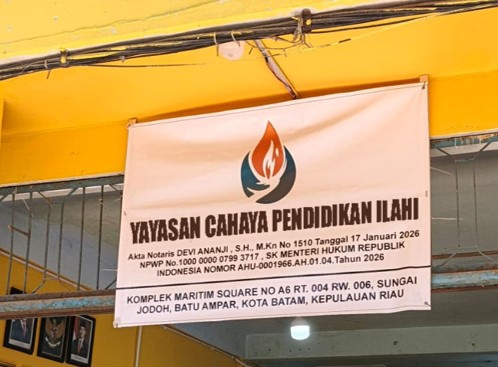 YAYASAN CAHAYA PENDIDIKAN ILAHI
Akta Notaris DEVI ANANJI , S.H., M.Kn No 1510 Tanggal 17 Januari 2026
NPWP No.1000 0000 0799 3717 , SK MENTERI HUKUM REPUBLIK
INDONESIA NOMOR AHU-0001966.AH.01.04.Tahun 2026
KOMPLEK MARITIM SQUARE NO A6 RT. 004 RW. 006, SUNGAI
JODOH, BATU AMPAR, KOTA BATAM, KEPULAUAN RIAU